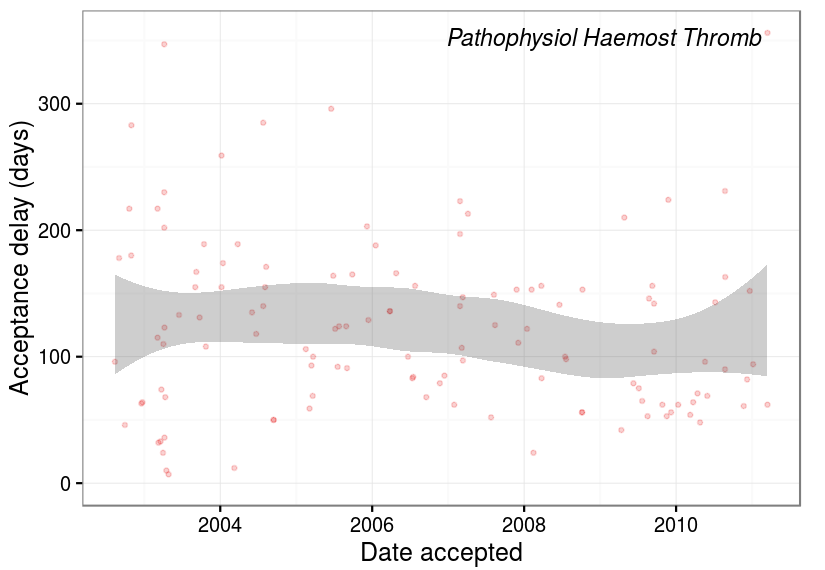 Pathophysiol Haemost Thromb
Acceptance delay (days)
300
200
100
0
2004 2006 2008 2010
Date accepted